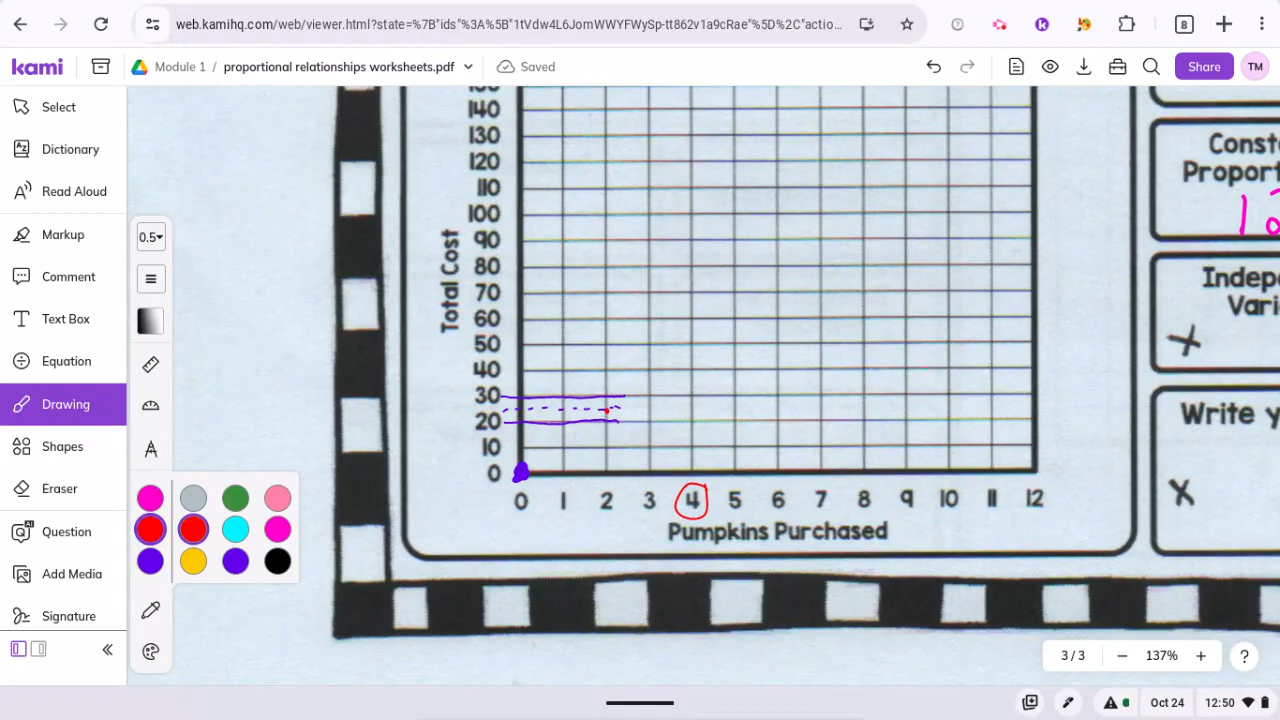 web.kamihq.com/web/viewer.html?state=%7B"ids"%3A%5B"1tVdw4L6JomWWYFWySp-tt862v1a9cRae"%5D%2C"actio...
8
kami
Module 1 / proportional relationships worksheets.pdf
Saved
Share
TM
Select
Dictionary
Read Aloud
Markup
Comment
Text Box
Equation
Drawing
Shapes
Eraser
Question
Add Media
Signature
0.5
150
140
130
120
110
100
90
80
70
60
50
40
30
20
10
0
Total Cost
0 1 2 3 4 5 6 7 8 9 10 11 12
Pumpkins Purchased
Const
Proport
12
Indep
Vari
x
Write y
x
3 / 3
137%
?
Oct 24
12:50